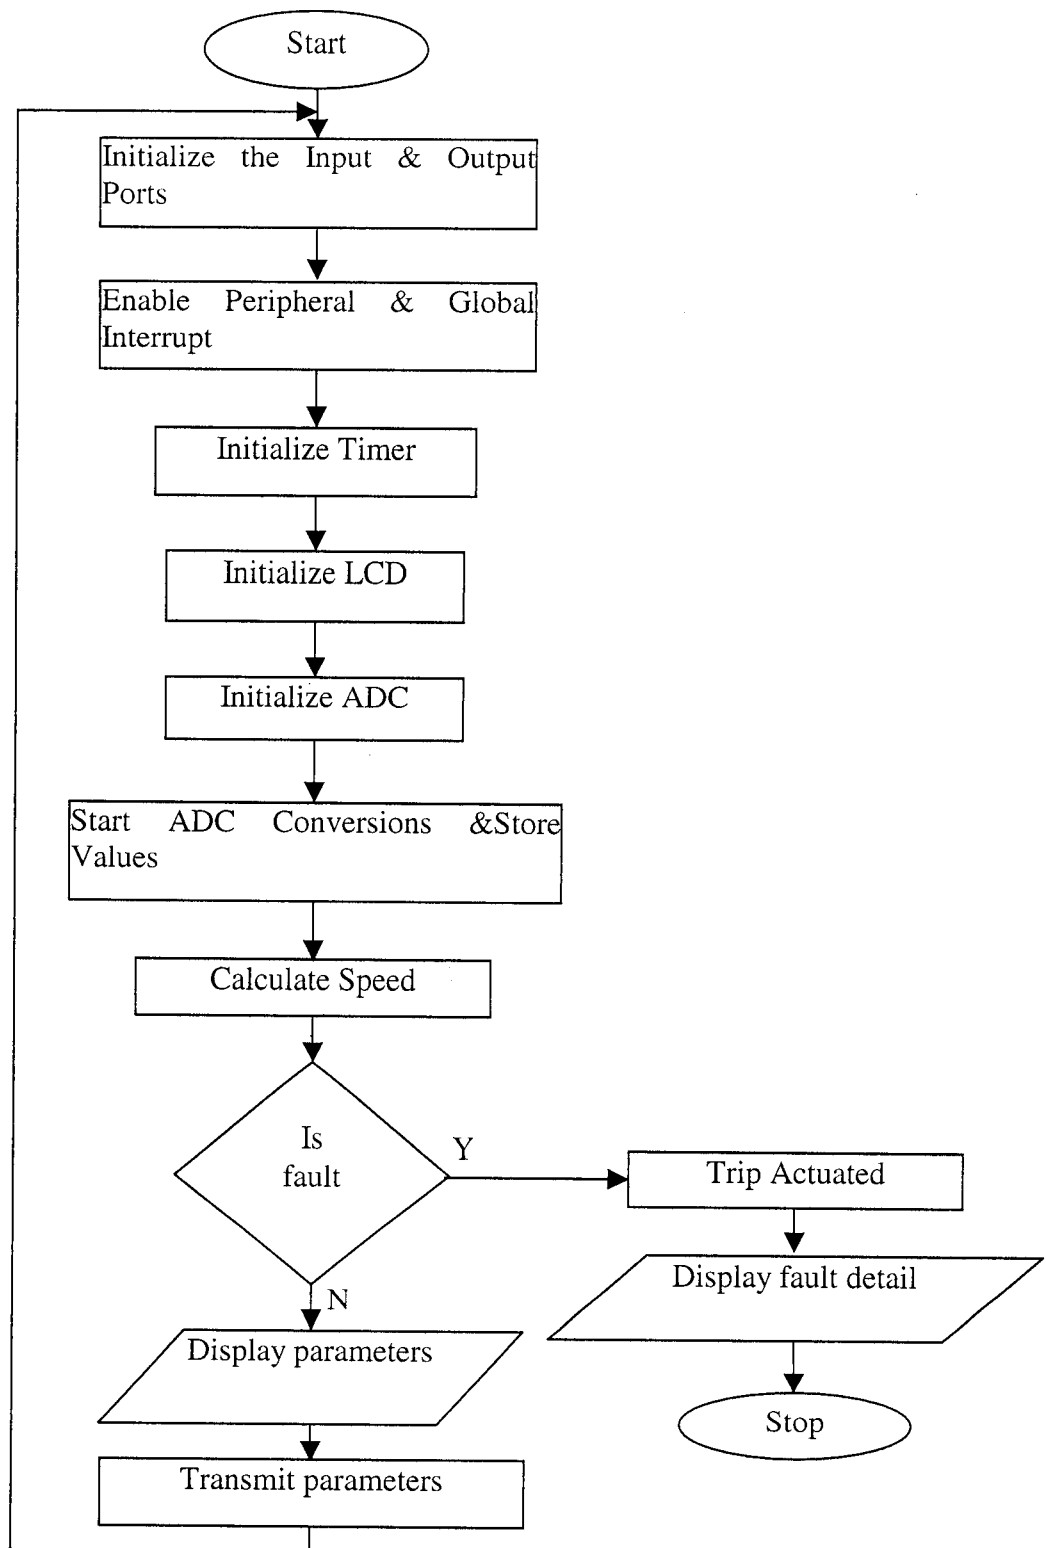 Start
Initialize the Input & Output
Ports
Enable Peripheral & Global
Interrupt
Initialize Timer
Initialize LCD
Initialize ADC
Start ADC Conversions &Store
Values
Calculate Speed
Is
fault
Y
Trip Actuated
Display fault detail
N
Display parameters
Stop
Transmit parameters